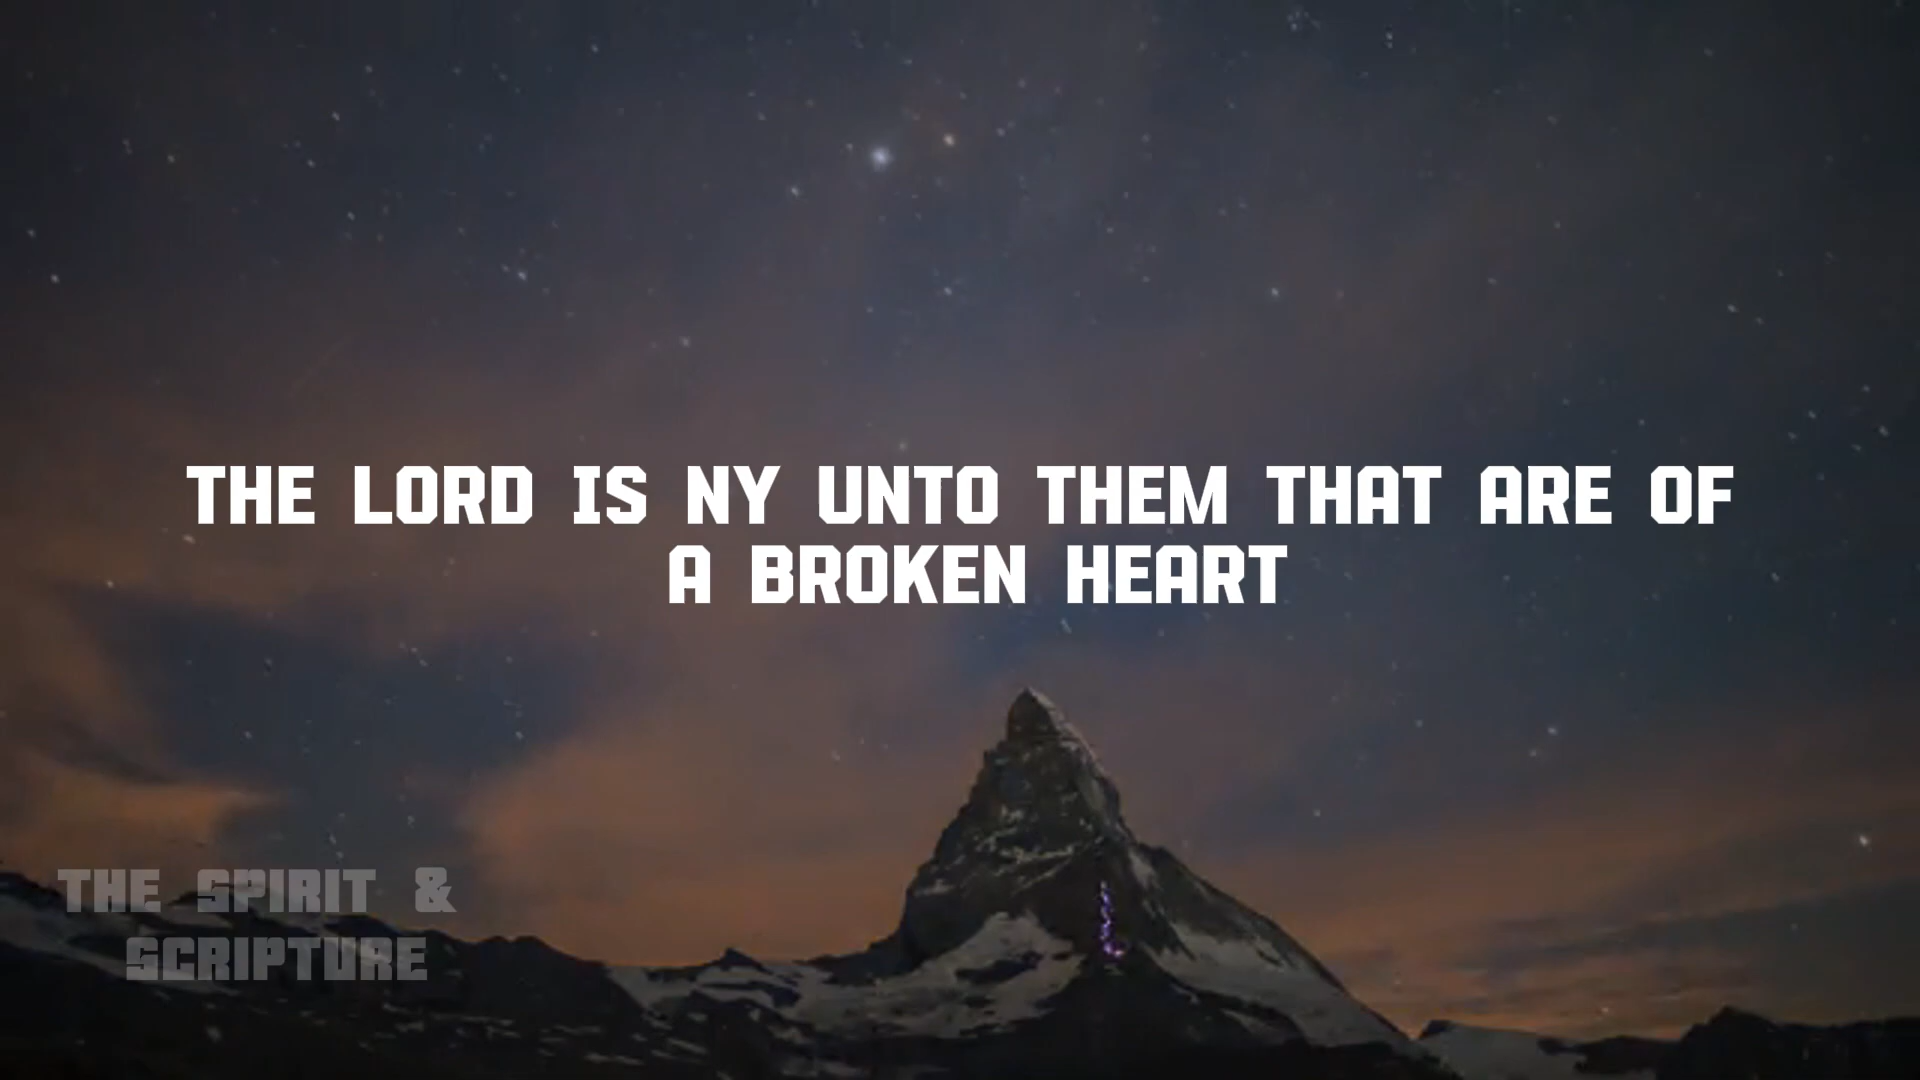 THE LORD IS NY UNTO THEM THAT ARE OF
A BROKEN HEART
THE SPIRIT &
SCRIPTURE